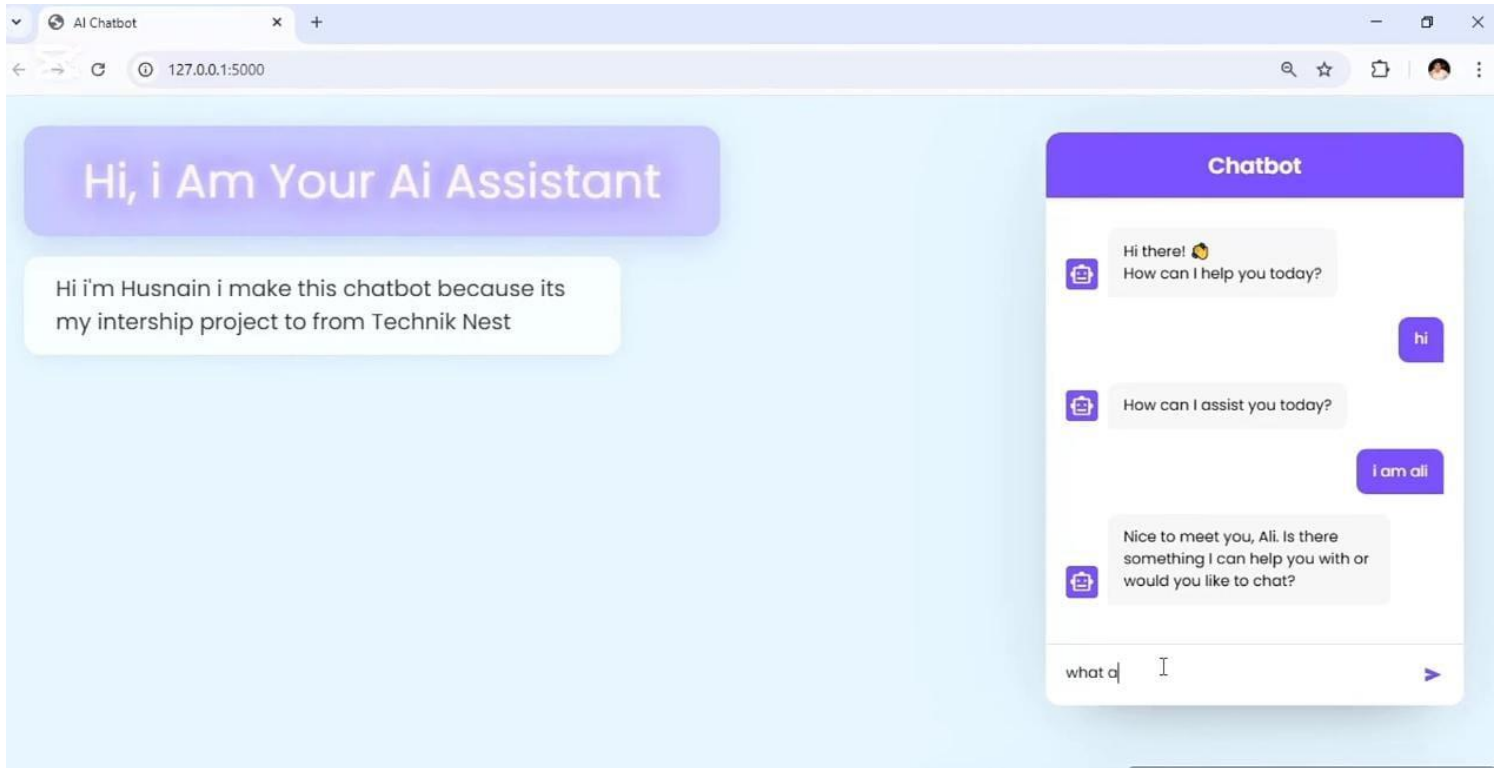 AI Chatbot
127.0.0.1:5000
Hi, i Am Your Ai Assistant
Hi i'm Husnain i make this chatbot because its
my intership project to from Technik Nest
Chatbot
Hi there! 👋
How can I help you today?
hi
How can I assist you today?
i am ali
Nice to meet you, Ali. Is there
something I can help you with or
would you like to chat?
what a